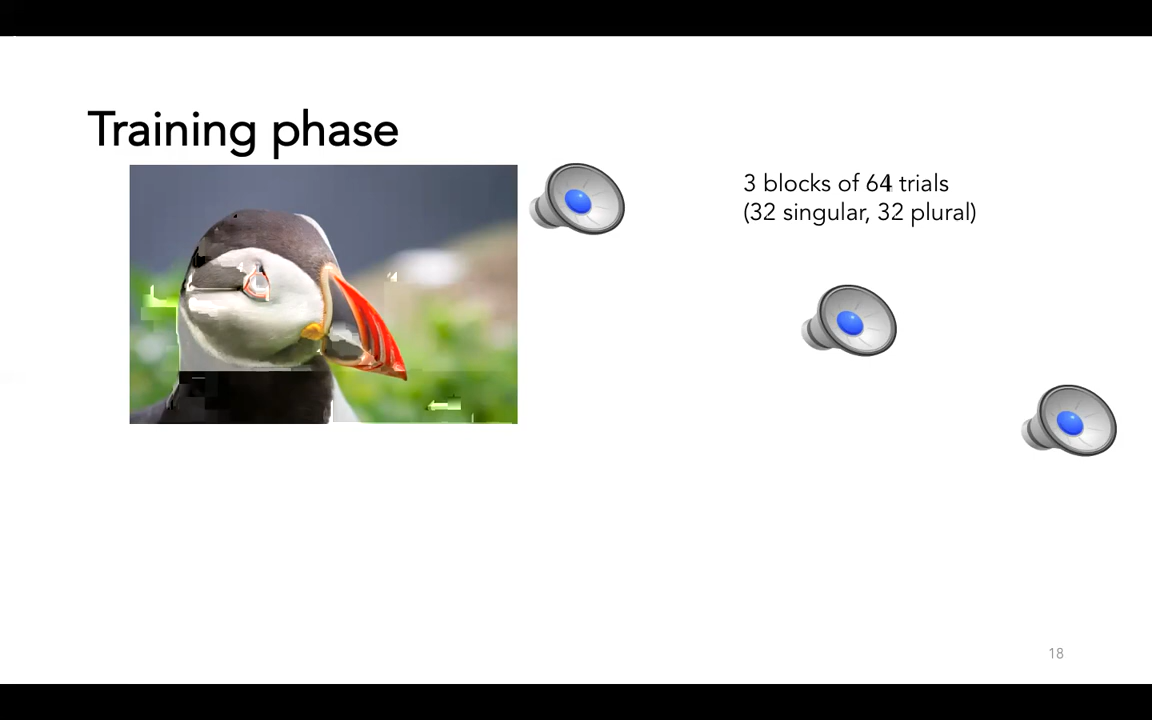 Training phase
3 blocks of 64 trials
(32 singular, 32 plural)
18